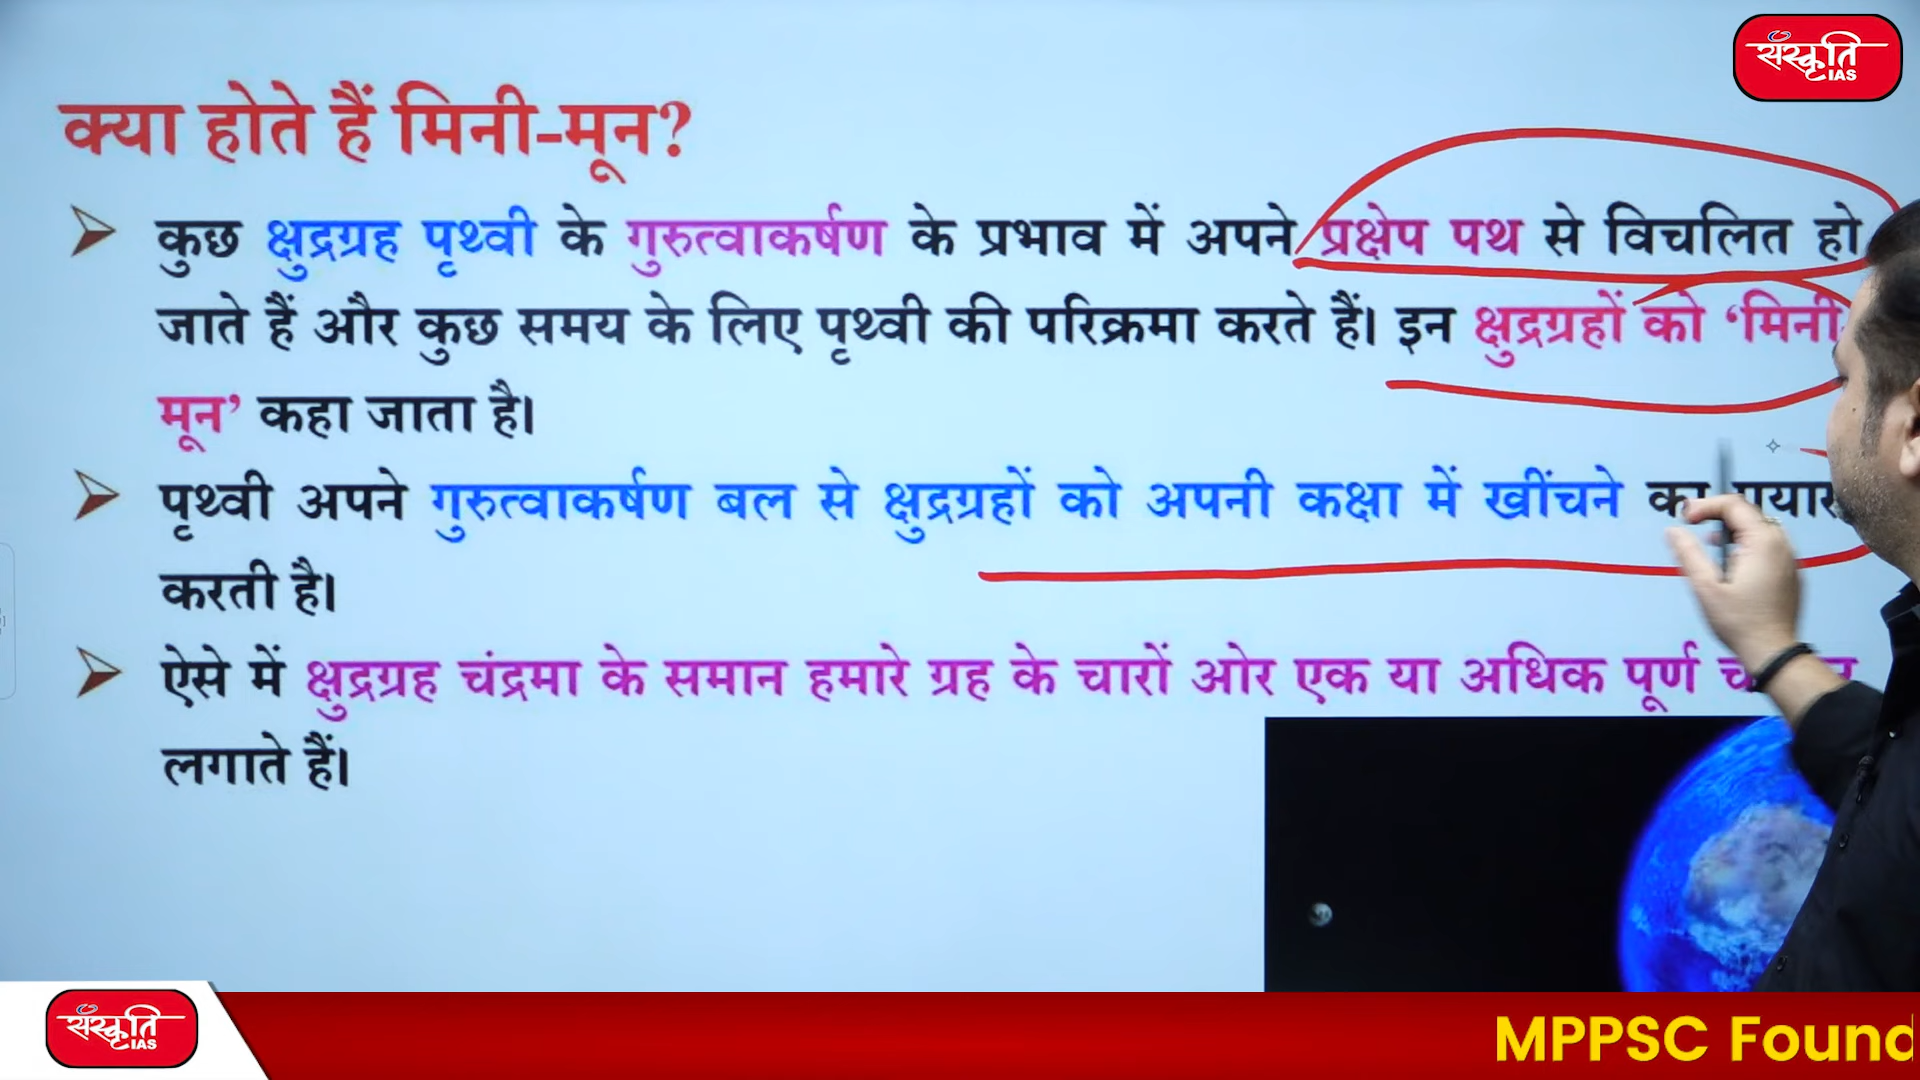 संस्कृति
IAS
क्या होते हैं मिनी-मून?
कुछ क्षुद्रग्रह पृथ्वी के गुरुत्वाकर्षण के प्रभाव में अपने प्रक्षेप पथ से विचलित हो
जाते हैं और कुछ समय के लिए पृथ्वी की परिक्रमा करते हैं। इन क्षुद्रग्रहों को ‘मिनी
मून’ कहा जाता है।
पृथ्वी अपने गुरुत्वाकर्षण बल से क्षुद्रग्रहों को अपनी कक्षा में खींचने का
करती है।
ऐसे में क्षुद्रग्रह चंद्रमा के समान हमारे ग्रह के चारों ओर एक या अधिक पूर्ण
लगाते हैं।
संस्कृति
IAS
MPPSC